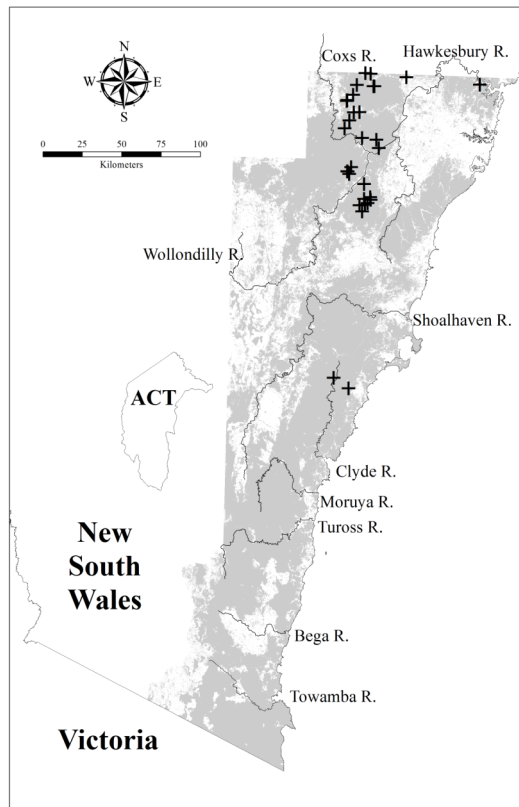 Coxs R.
Hawkesbury R.
N
W
E
S
0 25 50 75 100
Kilometers
Wollondilly R.
Shoalhaven R.
ACT
Clyde R.
Moruya R.
Tuross R.
New
South
Wales
Bega R.
Towamba R.
Victoria